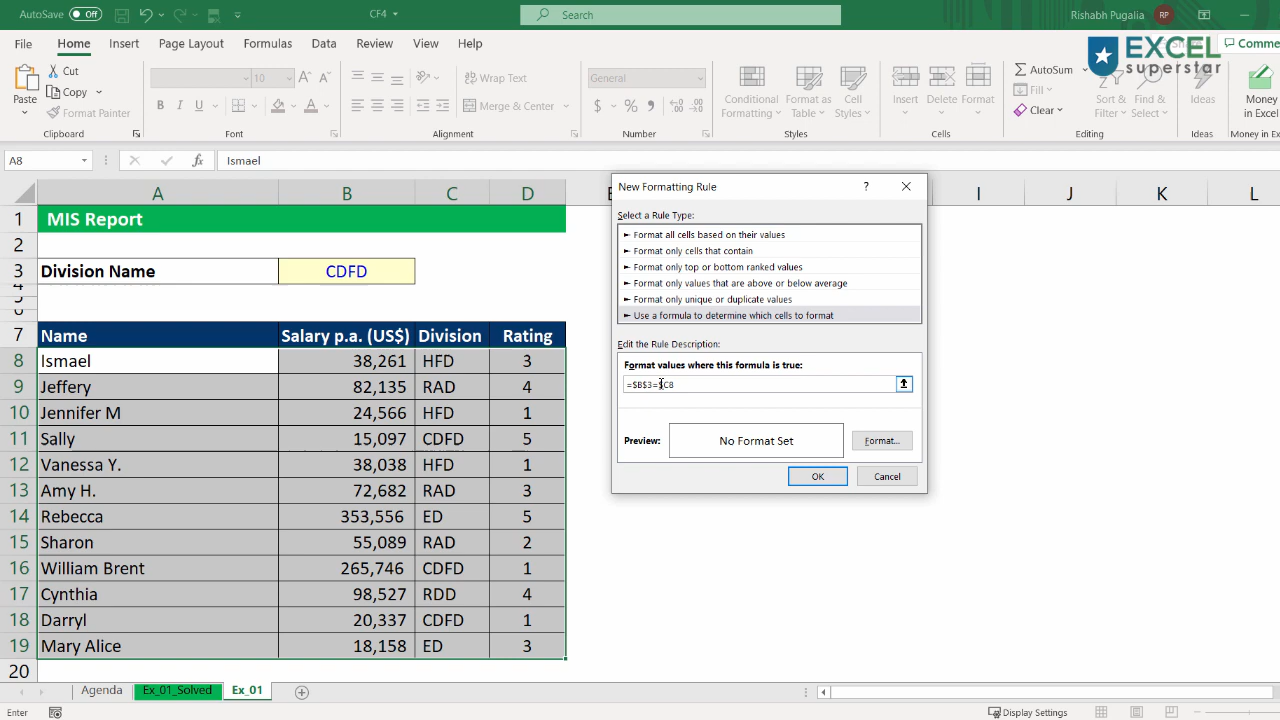 AutoSave Off
CF4
Search
Rishabh Pugalia RP
File Home Insert Page Layout Formulas Data Review View Help
Comme
EXCEL
superstar
Paste
Cut
Copy
Format Painter
10
Wrap Text
Merge & Center
General
Conditional
Formatting
Format as
Table
Cell
Styles
Insert
Delete
Format
AutoSum
Fill
Clear
Sort &
Filter
Find &
Select
Ideas
Money
in Excel
Clipboard Font Alignment Number Styles Cells Editing Ideas Money in Ex
A8
Ismael
A B C D I J K L
1 MIS Report
2
3 Division Name CDFD
7 Name Salary p.a. (US$) Division Rating
8 Ismael 38,261 HFD 3
9 Jeffery 82,135 RAD 4
10 Jennifer M 24,566 HFD 1
11 Sally 15,097 CDFD 5
12 Vanessa Y. 38,038 HFD 1
13 Amy H. 72,682 RAD 3
14 Rebecca 353,556 ED 5
15 Sharon 55,089 RAD 2
16 William Brent 265,746 CDFD 1
17 Cynthia 98,527 RDD 4
18 Darryl 20,337 CDFD 1
19 Mary Alice 18,158 ED 3
20
New Formatting Rule ?
Select a Rule Type:
► Format all cells based on their values
► Format only cells that contain
► Format only top or bottom ranked values
► Format only values that are above or below average
► Format only unique or duplicate values
► Use a formula to determine which cells to format
Edit the Rule Description:
Format values where this formula is true:
=$B$3=$C8
Preview: No Format Set Format...
OK Cancel
Agenda Ex_01_Solved Ex_01
Enter
Display Settings